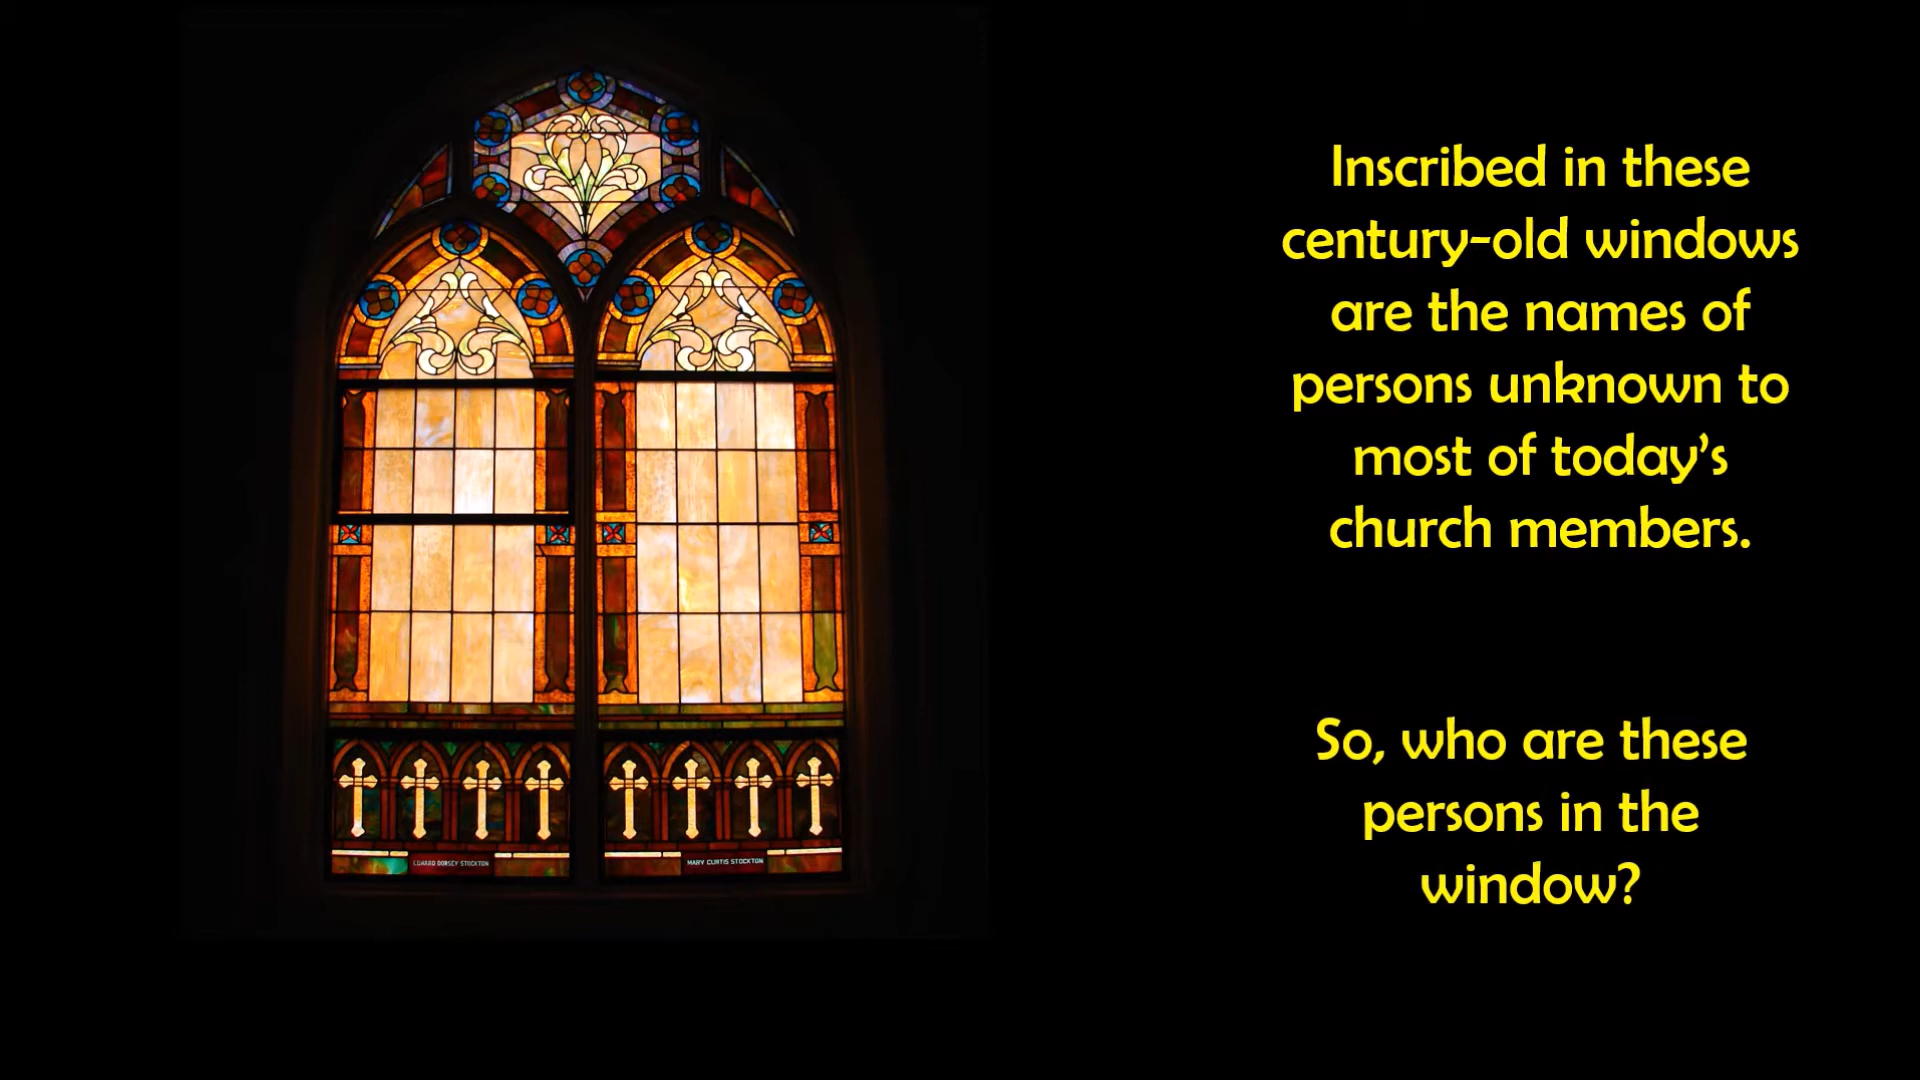 Inscribed in these
century-old windows
are the names of
persons unknown to
most of today's
church members.
So, who are these
persons in the
window?
EDWARD DORSEY STOCKTON
MARY CURTIS STOCKTON